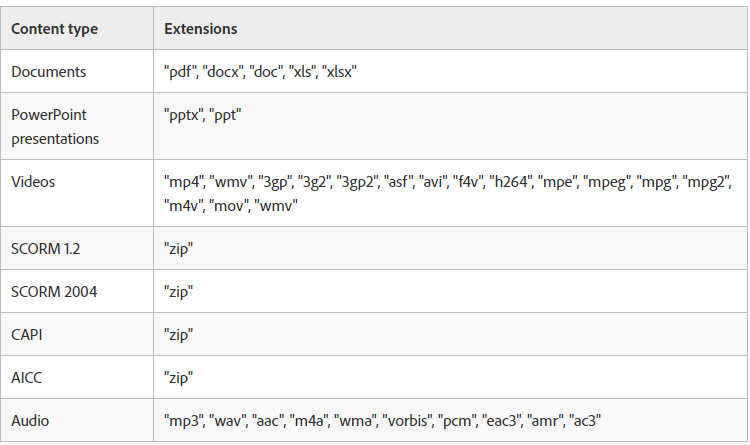 Content type Extensions
Documents "pdf", "docx", "doc", "xls", "xlsx"
PowerPoint presentations "pptx", "ppt"
Videos "mp4", "wmv", "3gp", "3g2", "3gp2", "asf", "avi", "f4v", "h264", "mpe", "mpeg", "mpg", "mpg2",
"m4v", "mov", "wmv"
SCORM 1.2 "zip"
SCORM 2004 "zip"
CAPI "zip"
AICC "zip"
Audio "mp3", "wav", "aac", "m4a", "wma", "vorbis", "pcm", "eac3", "amr", "ac3"